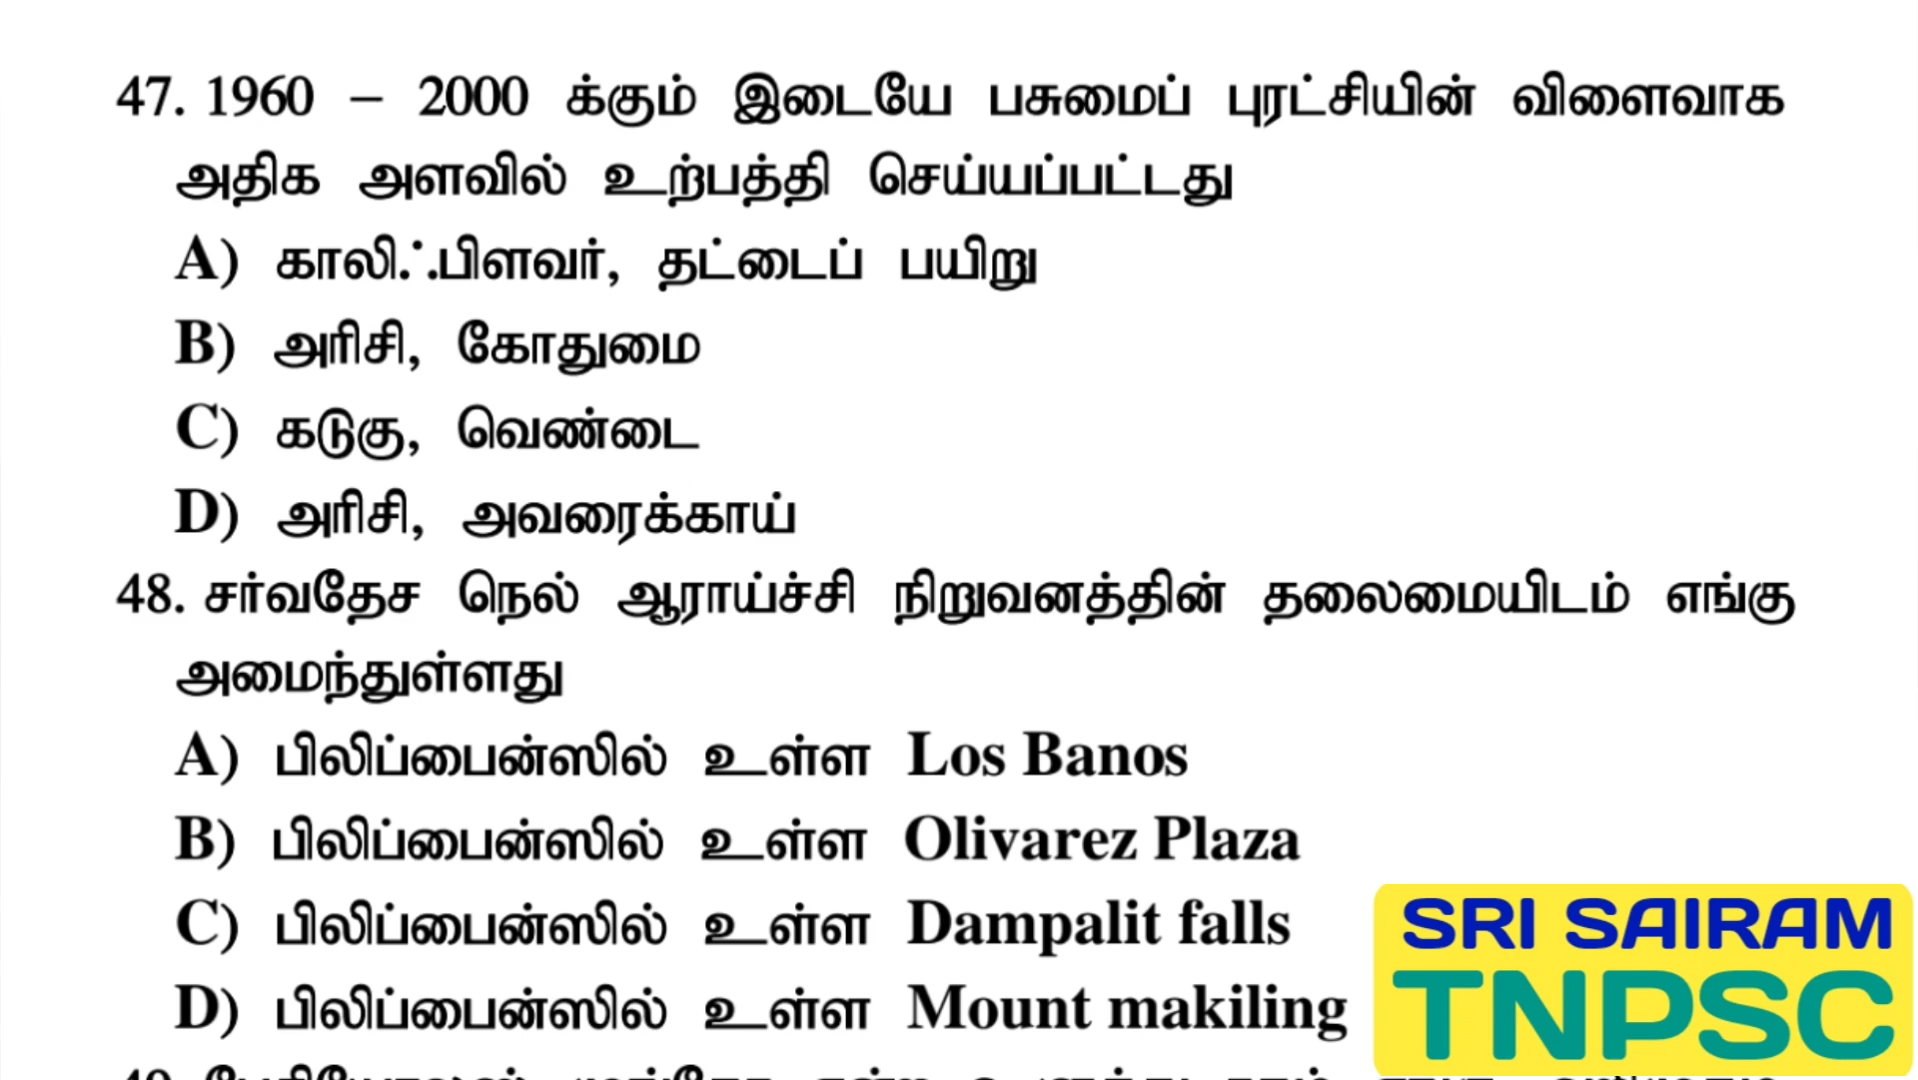 47. 1960 – 2000 க்கும் இடையே பசுமைப் புரட்சியின் விளைவாக
அதிக அளவில் உற்பத்தி செய்யப்பட்டது
A) காலிஃபிளவர், தட்டைப் பயிறு
B) அரிசி, கோதுமை
C) கடுகு, வெண்டை
D) அரிசி, அவரைக்காய்
48. சர்வதேச நெல் ஆராய்ச்சி நிறுவனத்தின் தலைமையிடம் எங்கு
அமைந்துள்ளது
A) பிலிப்பைன்ஸில் உள்ள Los Banos
B) பிலிப்பைன்ஸில் உள்ள Olivarez Plaza
C) பிலிப்பைன்ஸில் உள்ள Dampalit falls
D) பிலிப்பைன்ஸில் உள்ள Mount makiling
SRI SAIRAM
TNPSC